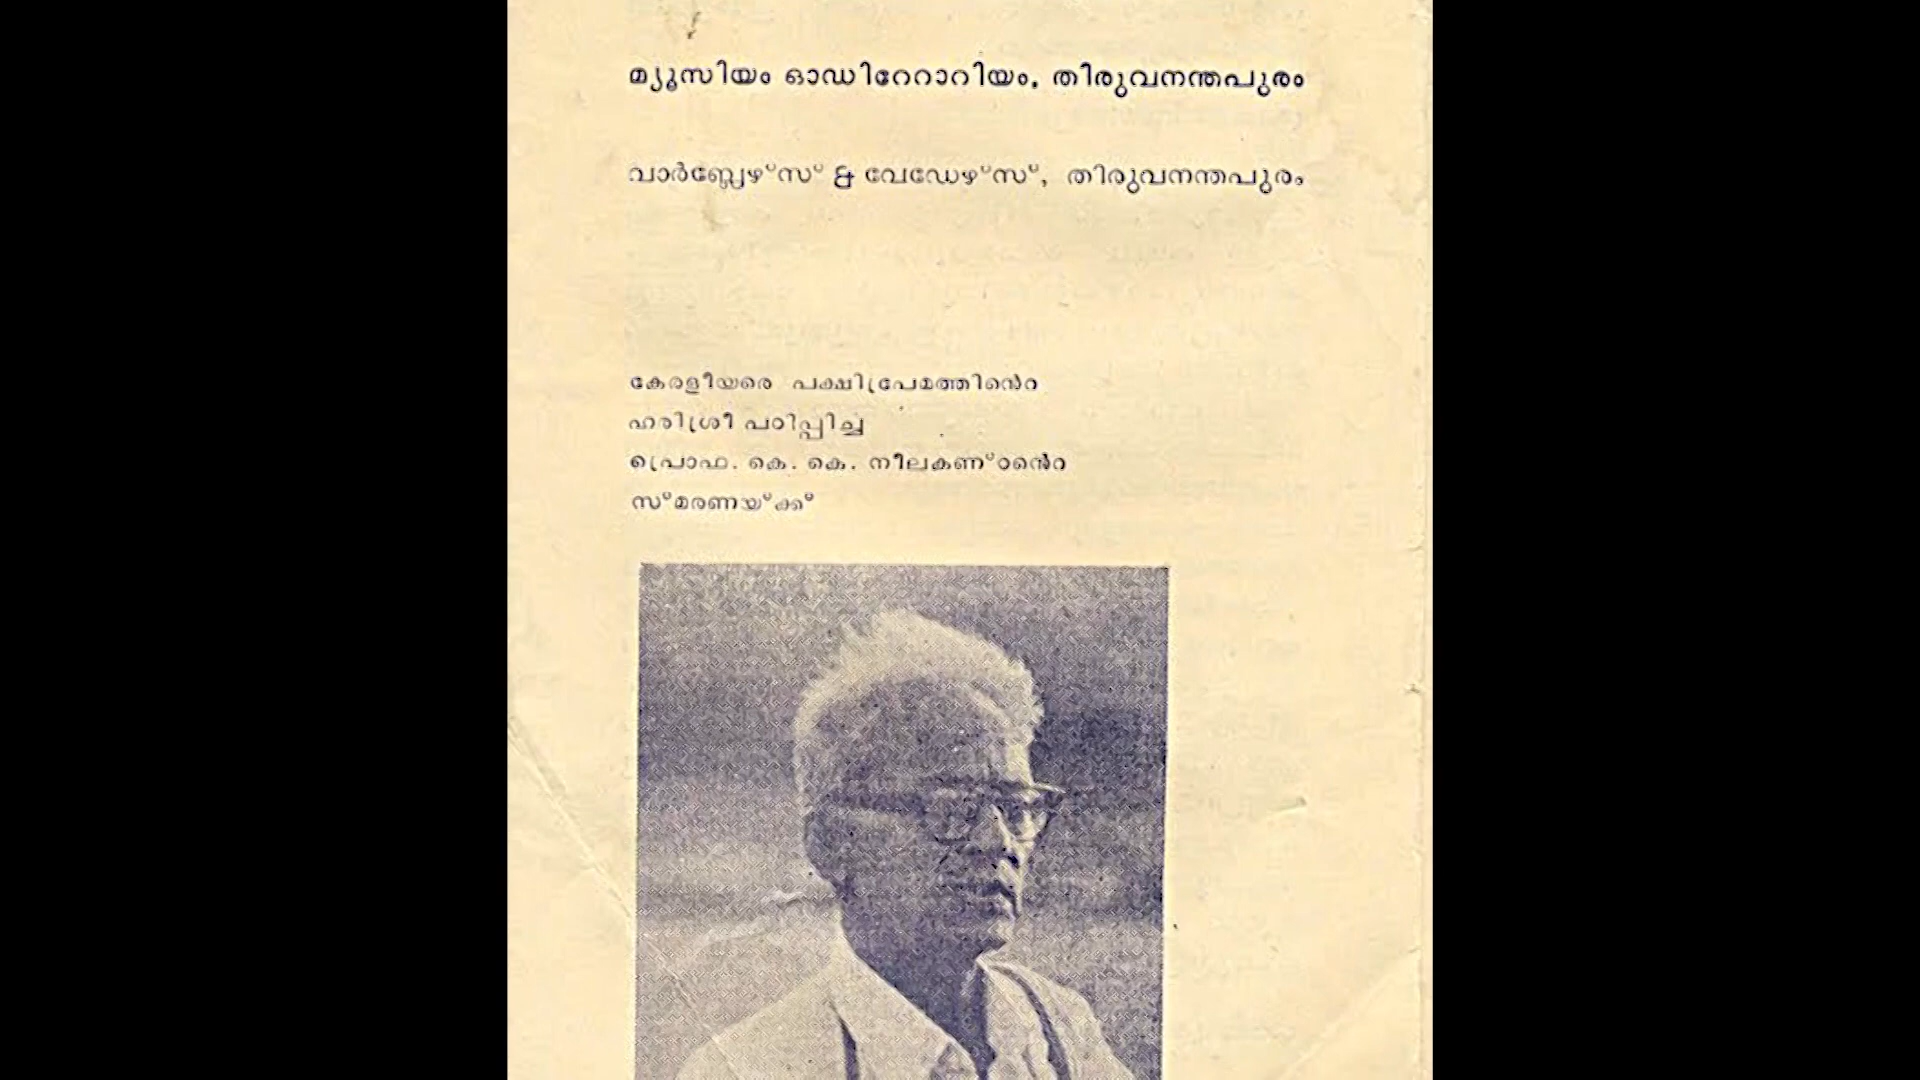 മ്യൂസിയം ഓഡിറേറാറിയം, തിരുവനന്തപുരം
വാർബ്ലേഴ്‌സ് & വേഡേഴ്‌സ്, തിരുവനന്തപുരം
കേരളീയരെ പക്ഷിപ്രേമത്തിൻെറ
ഹരിശ്രീ പഠിപ്പിച്ച
പ്രൊഫ. കെ. കെ. നീലകണ്ഠൻെറ
സ്മരണയ്ക്ക്